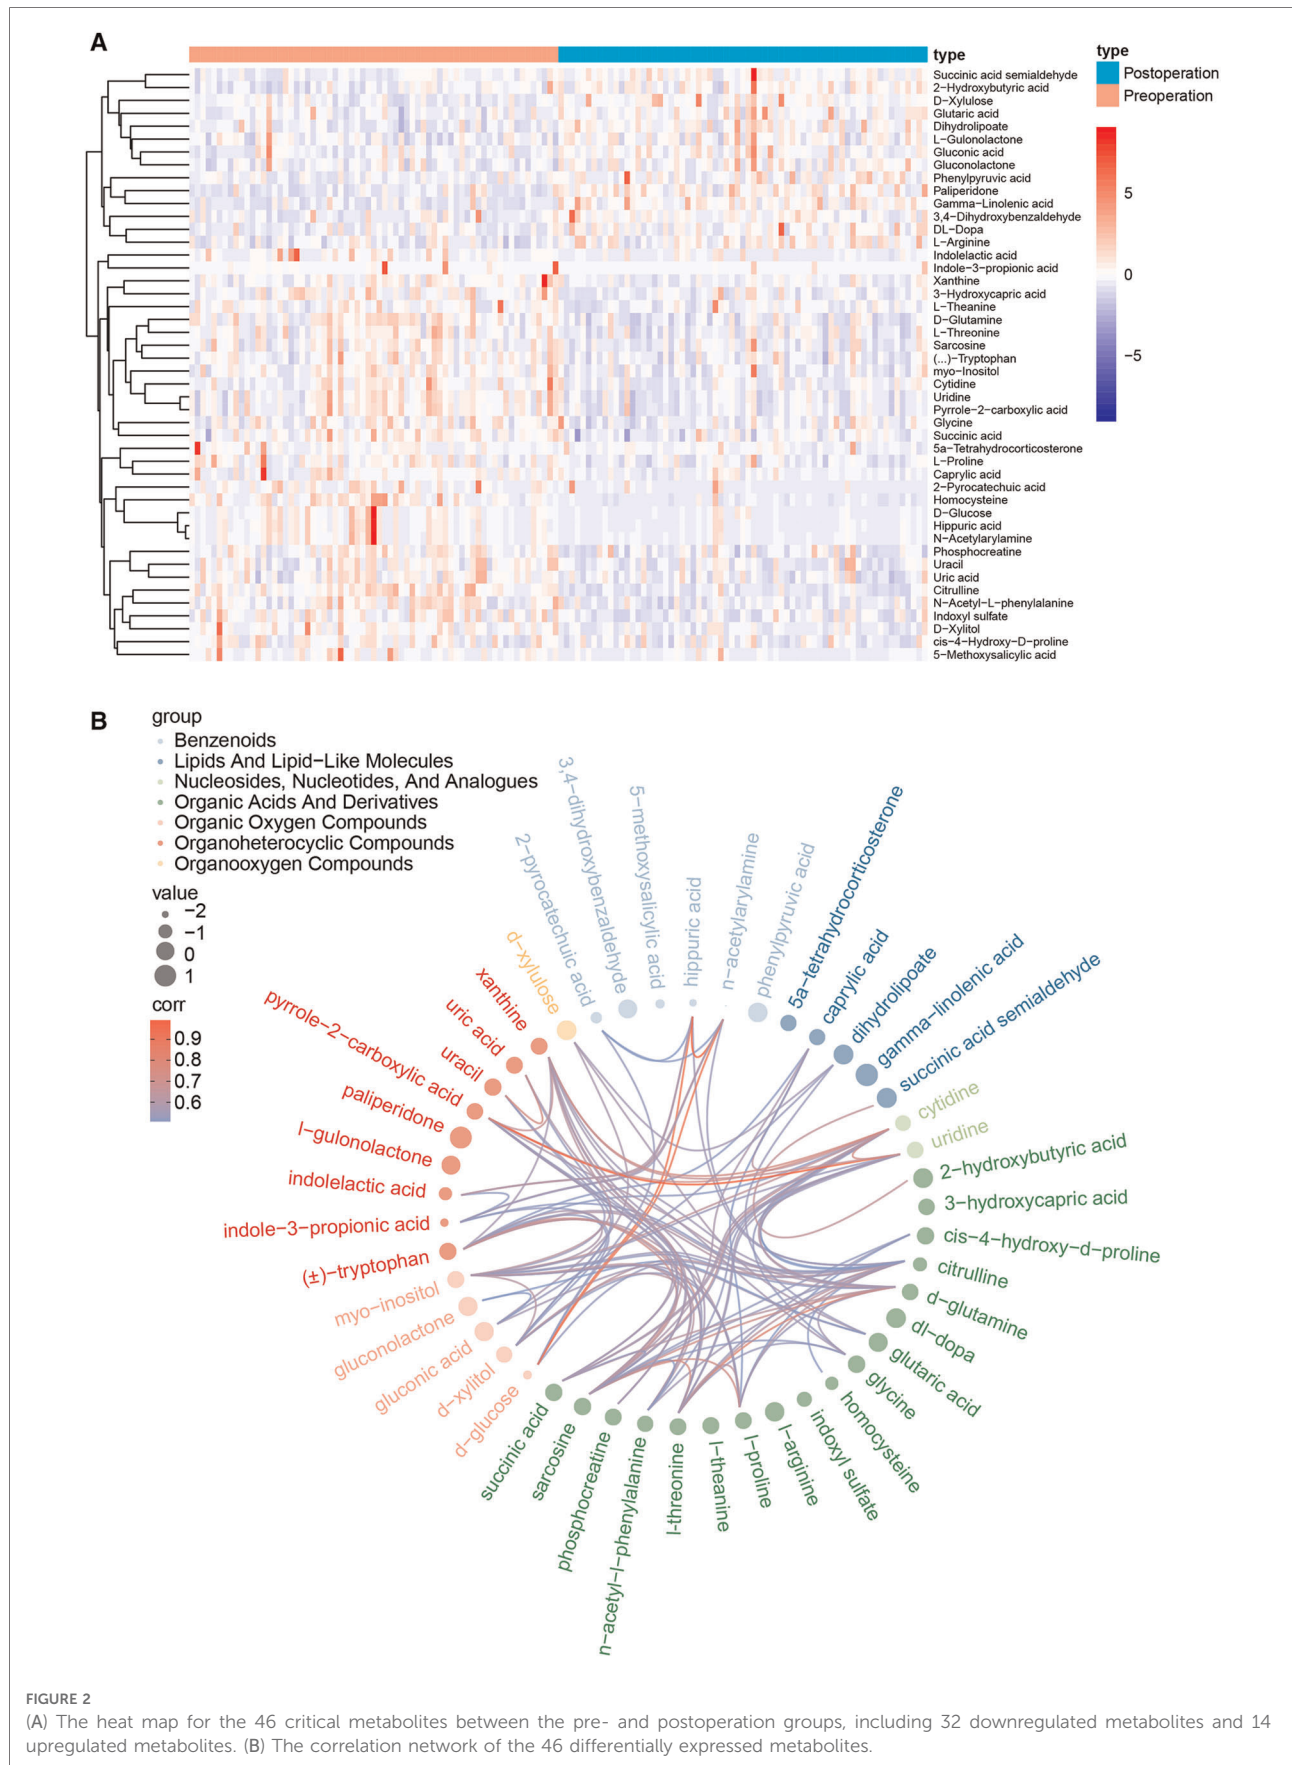 A
type
Succinic acid semialdehyde
2−Hydroxybutyric acid
D−Xylulose
Glutaric acid
Dihydrolipoate
L−Gulonolactone
Gluconic acid
Gluconolactone
Phenylpyruvic acid
Paliperidone
Gamma−Linolenic acid
3,4−Dihydroxybenzaldehyde
DL−Dopa
L−Arginine
Indolelactic acid
Indole−3−propionic acid
Xanthine
3−Hydroxycapric acid
L−Theanine
D−Glutamine
L−Threonine
Sarcosine
(...)−Tryptophan
myo−Inositol
Cytidine
Uridine
Pyrrole−2−carboxylic acid
Glycine
Succinic acid
5a−Tetrahydrocorticosterone
L−Proline
Caprylic acid
2−Pyrocatechuic acid
Homocysteine
D−Glucose
Hippuric acid
N−Acetylarylamine
Phosphocreatine
Uracil
Uric acid
Citrulline
N−Acetyl−L−phenylalanine
Indoxyl sulfate
D−Xylitol
cis−4−Hydroxy−D−proline
5−Methoxysalicylic acid
type
Postoperation
Preoperation
5
0
−5
B
group
Benzenoids
Lipids And Lipid−Like Molecules
Nucleosides, Nucleotides, And Analogues
Organic Acids And Derivatives
Organic Oxygen Compounds
Organoheterocyclic Compounds
Organooxygen Compounds
value
−2
−1
0
1
corr
0.9
0.8
0.7
0.6
2−pyrocatechuic acid
3,4−dihydroxybenzaldehyde
5−methoxysalicylic acid
hippuric acid
n−acetylarylamine
phenylpyruvic acid
5a−tetrahydrocorticosterone
caprylic acid
dihydrolipoate
gamma−linolenic acid
succinic acid semialdehyde
cytidine
uridine
2−hydroxybutyric acid
3−hydroxycapric acid
cis−4−hydroxy−d−proline
citrulline
d−glutamine
dl−dopa
glutaric acid
glycine
homocysteine
indoxyl sulfate
l−arginine
l−proline
l−theanine
l−threonine
n−acetyl−l−phenylalanine
phosphocreatine
sarcosine
succinic acid
d−glucose
d−xylitol
gluconic acid
gluconolactone
myo−inositol
(±)−tryptophan
indole−3−propionic acid
indolelactic acid
l−gulonolactone
paliperidone
pyrrole−2−carboxylic acid
uracil
uric acid
xanthine
d−xylulose
FIGURE 2
(A) The heat map for the 46 critical metabolites between the pre- and postoperation groups, including 32 downregulated metabolites and 14
upregulated metabolites. (B) The correlation network of the 46 differentially expressed metabolites.